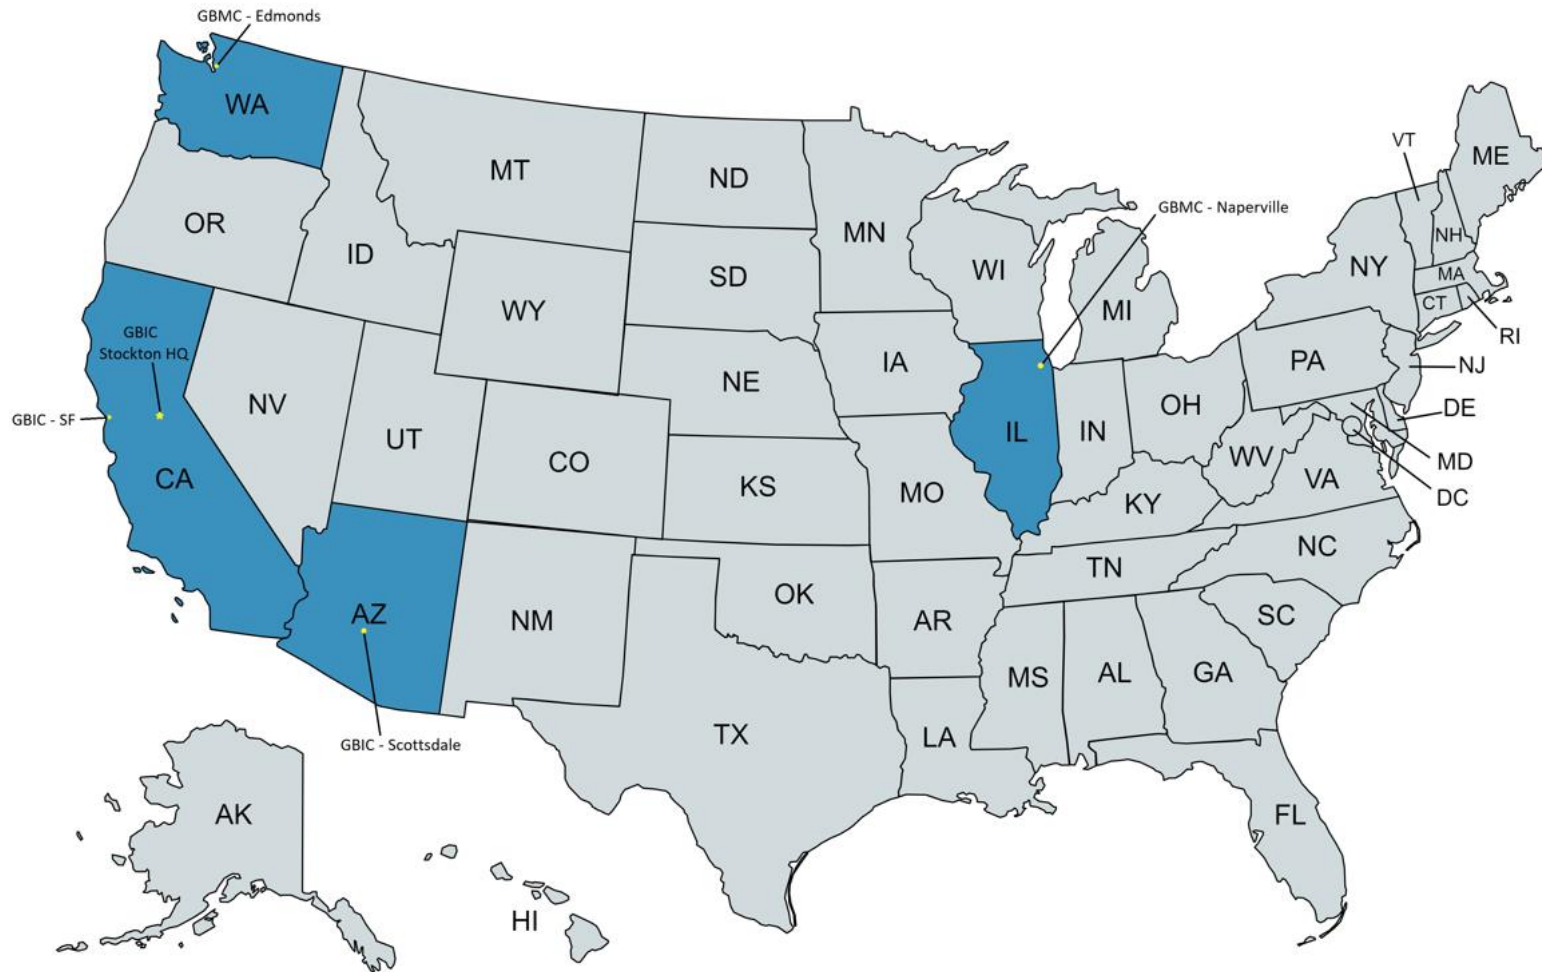 GBMC - Edmonds
WA
MT
ND
MN
VT
ME
OR
ID
GBMC - Naperville
NH
SD
WI
NY
MA
WY
MI
CT
RI
GBIC
Stockton HQ
PA
NJ
IA
NE
NV
OH
DE
GBIC - SF
UT
IL
IN
CO
WV
MD
CA
KS
MO
VA
DC
KY
NC
TN
AZ
OK
NM
AR
SC
MS
AL
GA
TX
LA
GBIC - Scottsdale
AK
FL
HI